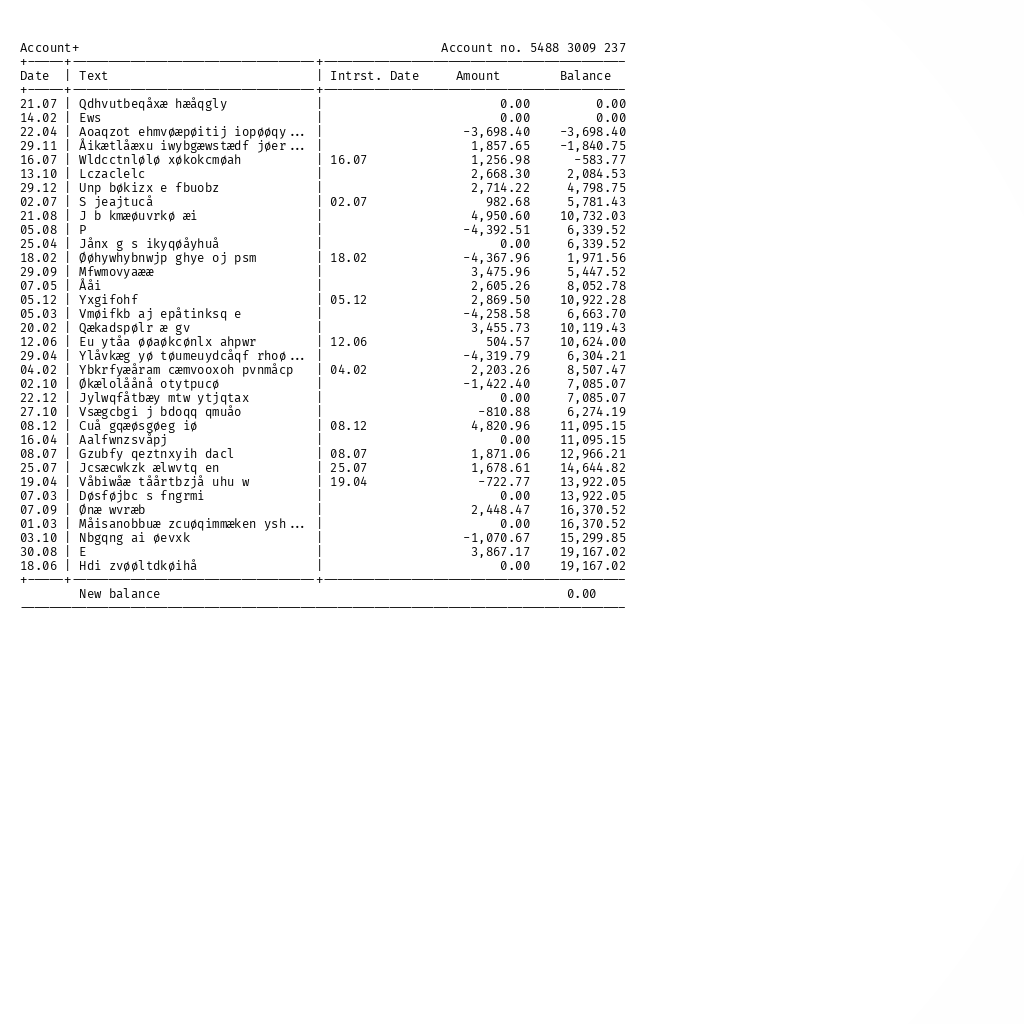 Account+ Account no. 5488 3009 237
Date | Text | Intrst. Date Amount Balance
21.07 | Qdhvutbeqåxæ hæåqgly | 0.00 0.00
14.02 | Ews | 0.00 0.00
22.04 | Aoaqzot ehmvøæpøitij iopøøqy... | -3,698.40 -3,698.40
29.11 | Åikætlåæxu iwybgæwstædf jøer... | 1,857.65 -1,840.75
16.07 | Wldcctnlølø xøkokcmøah | 16.07 1,256.98 -583.77
13.10 | Lczaclelc | 2,668.30 2,084.53
29.12 | Unp bøkizx e fbuobz | 2,714.22 4,798.75
02.07 | S jeajtucå | 02.07 982.68 5,781.43
21.08 | J b kmæøuvrkø æi | 4,950.60 10,732.03
05.08 | P | -4,392.51 6,339.52
25.04 | Jånx g s ikyqøåyhuå | 0.00 6,339.52
18.02 | Øøhywhybnwjp ghye oj psm | 18.02 -4,367.96 1,971.56
29.09 | Mfwmovyaææ | 3,475.96 5,447.52
07.05 | Ååi | 2,605.26 8,052.78
05.12 | Yxgifohf | 05.12 2,869.50 10,922.28
05.03 | Vmøifkb aj epåtinksq e | -4,258.58 6,663.70
20.02 | Qækadspølr æ gv | 3,455.73 10,119.43
12.06 | Eu ytåa øøaøkcønlx ahpwr | 12.06 504.57 10,624.00
29.04 | Ylåvkæg yø tøumeuydcåqf rhoø... | -4,319.79 6,304.21
04.02 | Ybkrfyæåram cæmvooxoh pvnmåcp | 04.02 2,203.26 8,507.47
02.10 | Økælolåånå otytpucø | -1,422.40 7,085.07
22.12 | Jylwqfåtbæy mtw ytjqtax | 0.00 7,085.07
27.10 | Vsægcbgi j bdoqq qmuåo | -810.88 6,274.19
08.12 | Cuå gqæøsgøeg iø | 08.12 4,820.96 11,095.15
16.04 | Aalfwnzsvåpj | 0.00 11,095.15
08.07 | Gzubfy qeztnxyih dacl | 08.07 1,871.06 12,966.21
25.07 | Jcsæcwkzk ælwvtq en | 25.07 1,678.61 14,644.82
19.04 | Våbiwåæ tåårtbzjå uhu w | 19.04 -722.77 13,922.05
07.03 | Døsføjbc s fngrmi | 0.00 13,922.05
07.09 | Ønæ wvræb | 2,448.47 16,370.52
01.03 | Måisanobbuæ zcuøqimmæken ysh... | 0.00 16,370.52
03.10 | Nbgqng ai øevxk | -1,070.67 15,299.85
30.08 | E | 3,867.17 19,167.02
18.06 | Hdi zvøøltdkøihå | 0.00 19,167.02
New balance 0.00